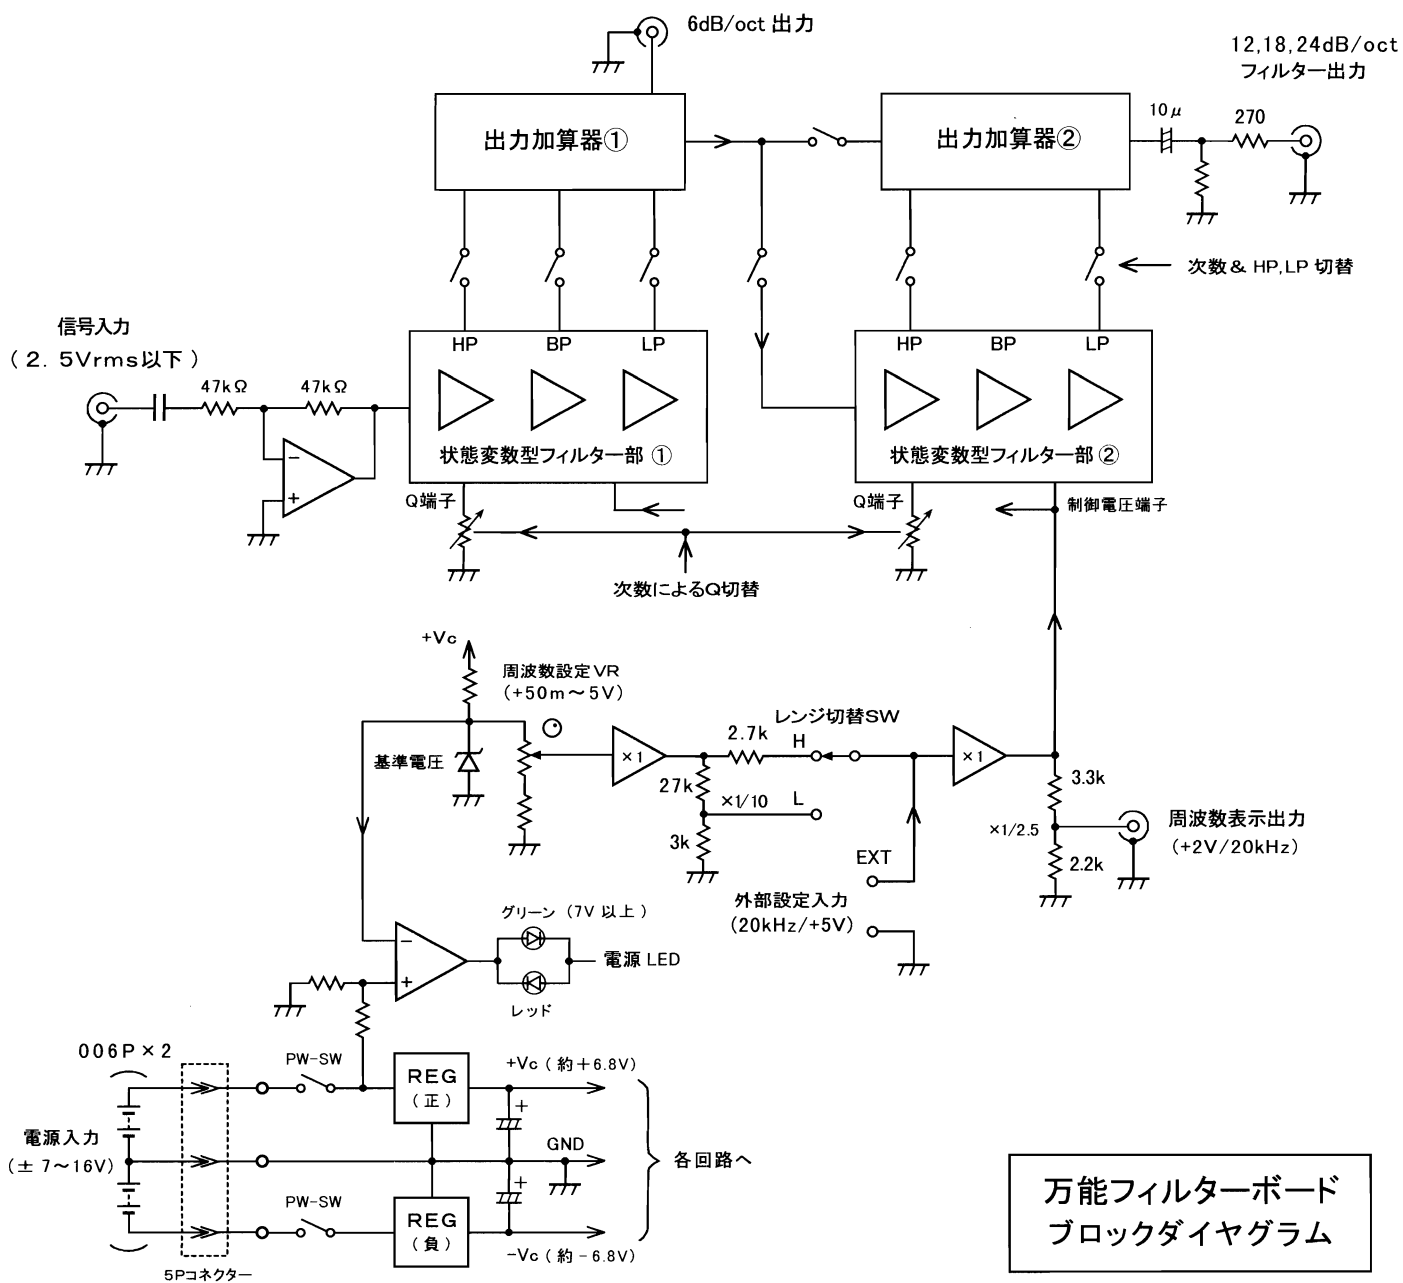 6dB/oct 出力
12,18,24dB/oct
フィルター出力
出力加算器①
出力加算器②
10μ
270
次数& HP,LP 切替
信号入力
(2.5Vrms以下)
47kΩ
47kΩ
HP
BP
LP
HP
BP
LP
−
+
状態変数型フィルター部 ①
状態変数型フィルター部②
Q端子
Q端子
制御電圧端子
次数によるQ切替
+Vc
周波数設定VR
(+50m〜5V)
基準電圧
×1
2.7k
レンジ切替SW
H
×1
27k
×1/10
L
3k
3.3k
×1/2.5
2.2k
周波数表示出力
(+2V/20kHz)
EXT
外部設定入力
(20kHz/+5V)
グリーン (7V 以上)
−
+
電源 LED
レッド
006P×2
PW-SW
REG
(正)
+Vc (約+6.8V)
+
電源入力
(±7〜16V)
GND
各回路へ
PW-SW
REG
(負)
+
−Vc (約−6.8V)
5Pコネクター
万能フィルターボード
ブロックダイヤグラム